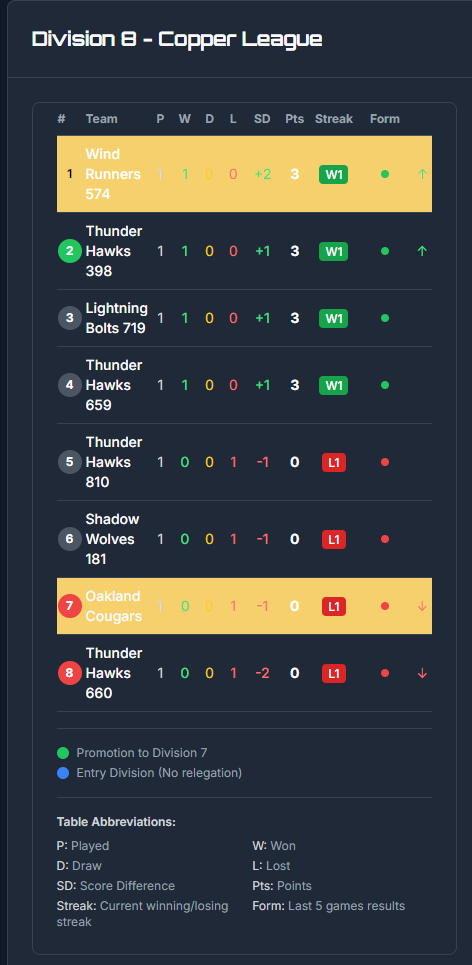 Division 8 - Copper League
# Team P W D L SD Pts Streak Form
Wind
1 Runners 1 1 0 0 +2 3 W1 ↑
574
Thunder
2 Hawks 1 1 0 0 +1 3 W1 ↑
398
Lightning
3 1 1 0 0 +1 3 W1
Bolts 719
Thunder
4 Hawks 1 1 0 0 +1 3 W1
659
Thunder
5 Hawks 1 0 0 1 -1 0 L1
810
Shadow
6 Wolves 1 0 0 1 -1 0 L1
181
Oakland
7 1 0 0 1 -1 0 L1 ↓
Cougars
Thunder
8 Hawks 1 0 0 1 -2 0 L1 ↓
660
Promotion to Division 7
Entry Division (No relegation)
Table Abbreviations:
P: Played W: Won
D: Draw L: Lost
SD: Score Difference Pts: Points
Streak: Current winning/losing Form: Last 5 games results
streak